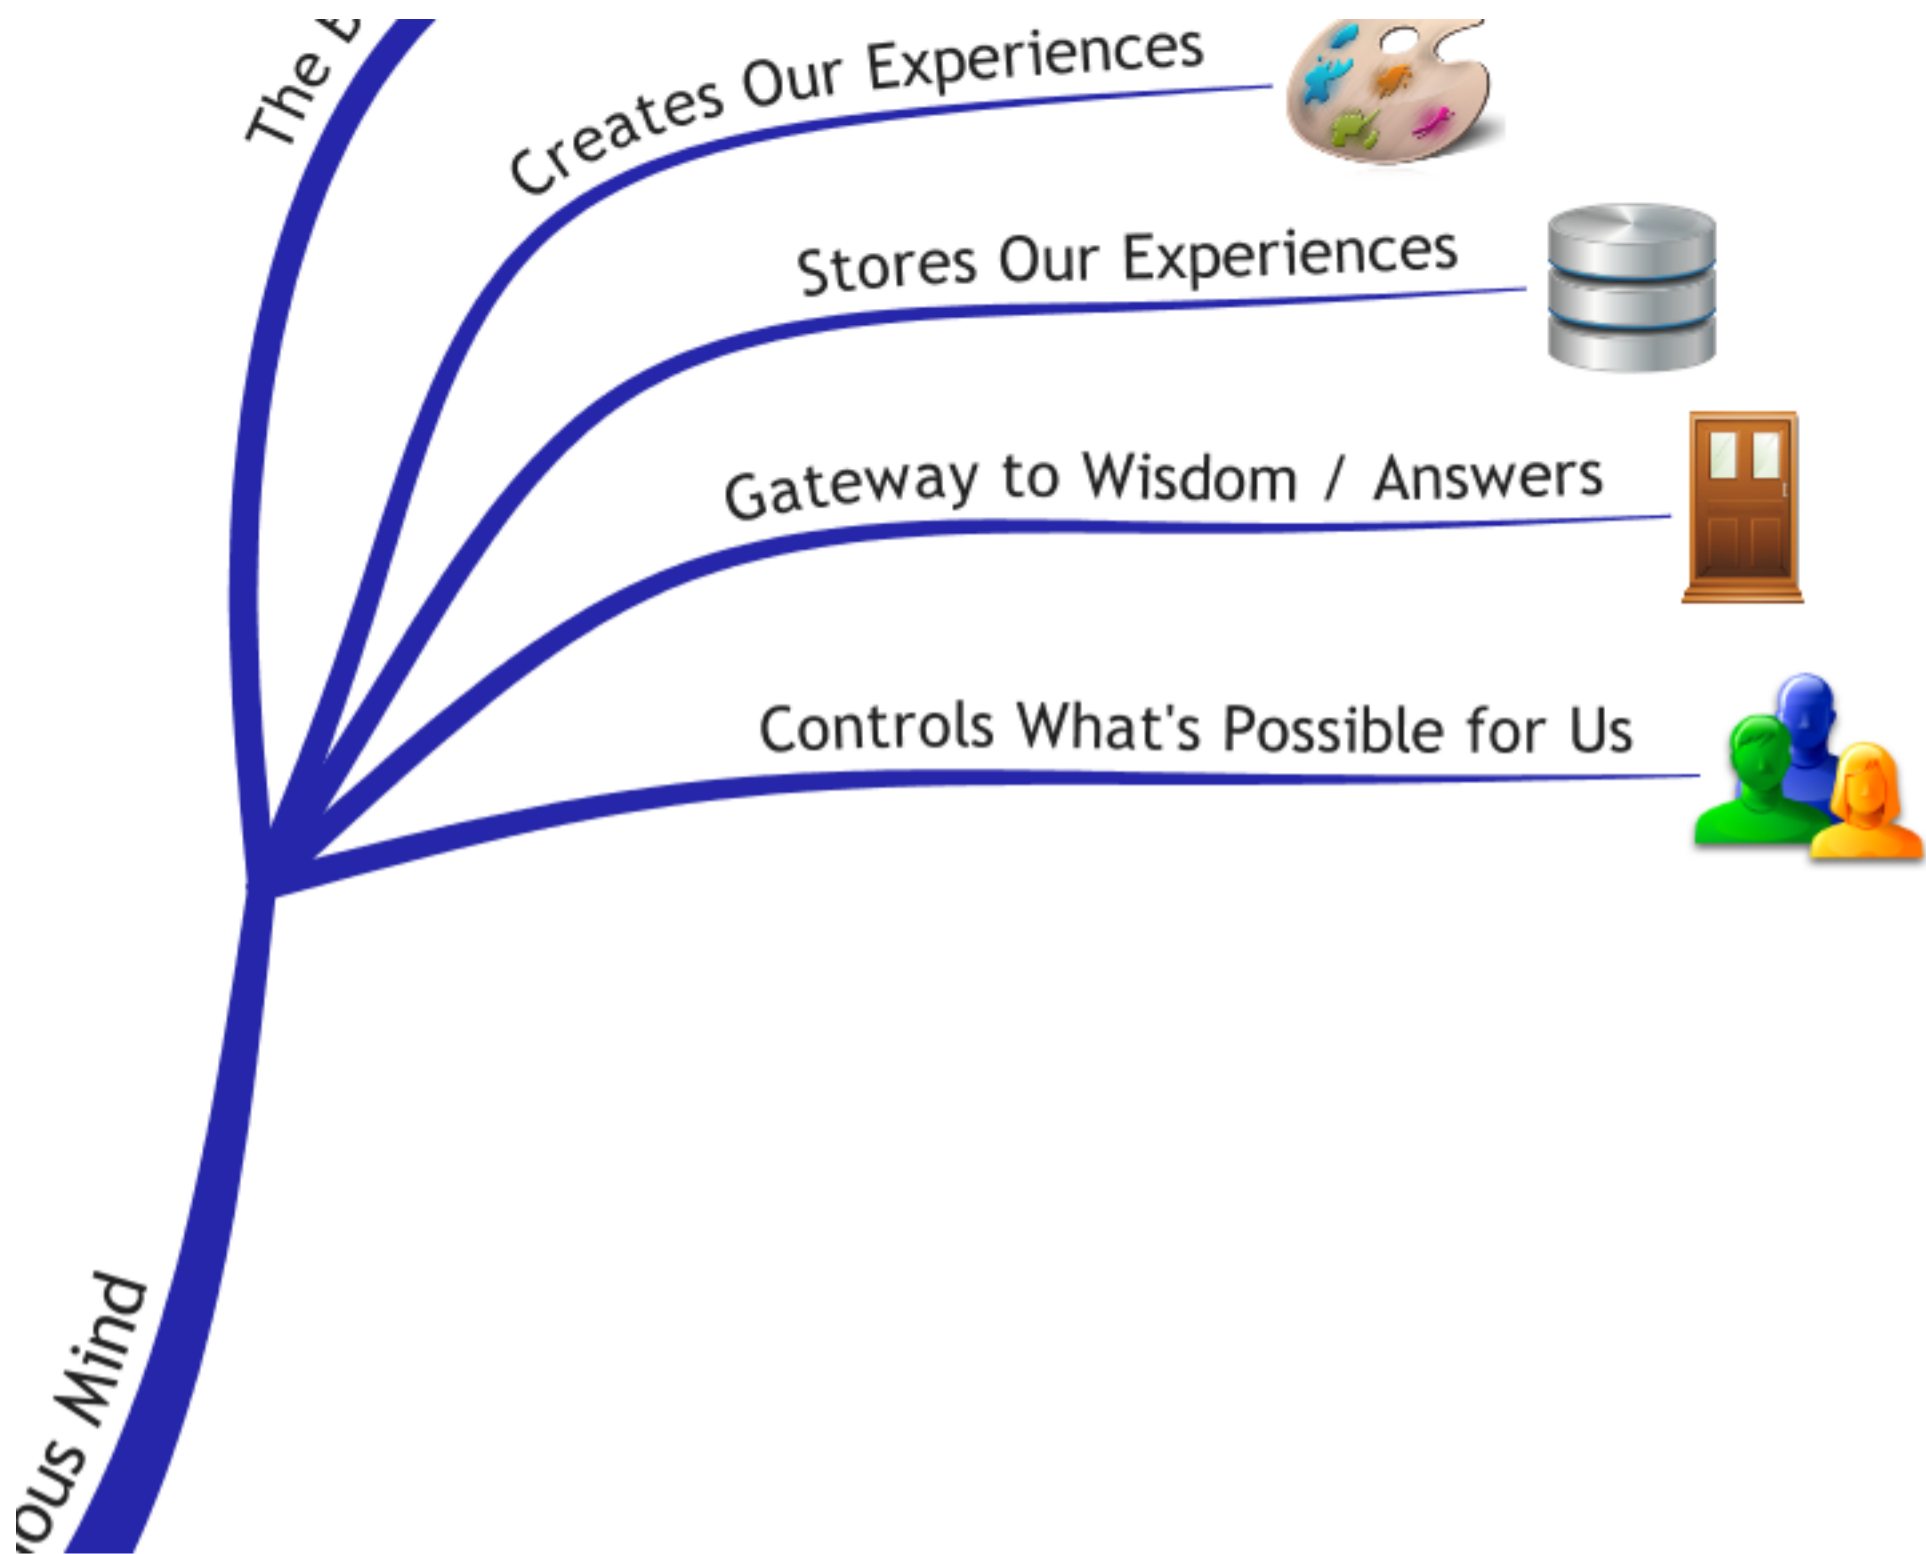 The
Creates Our Experiences
Stores Our Experiences
Gateway to Wisdom / Answers
Controls What's Possible for Us
Mind